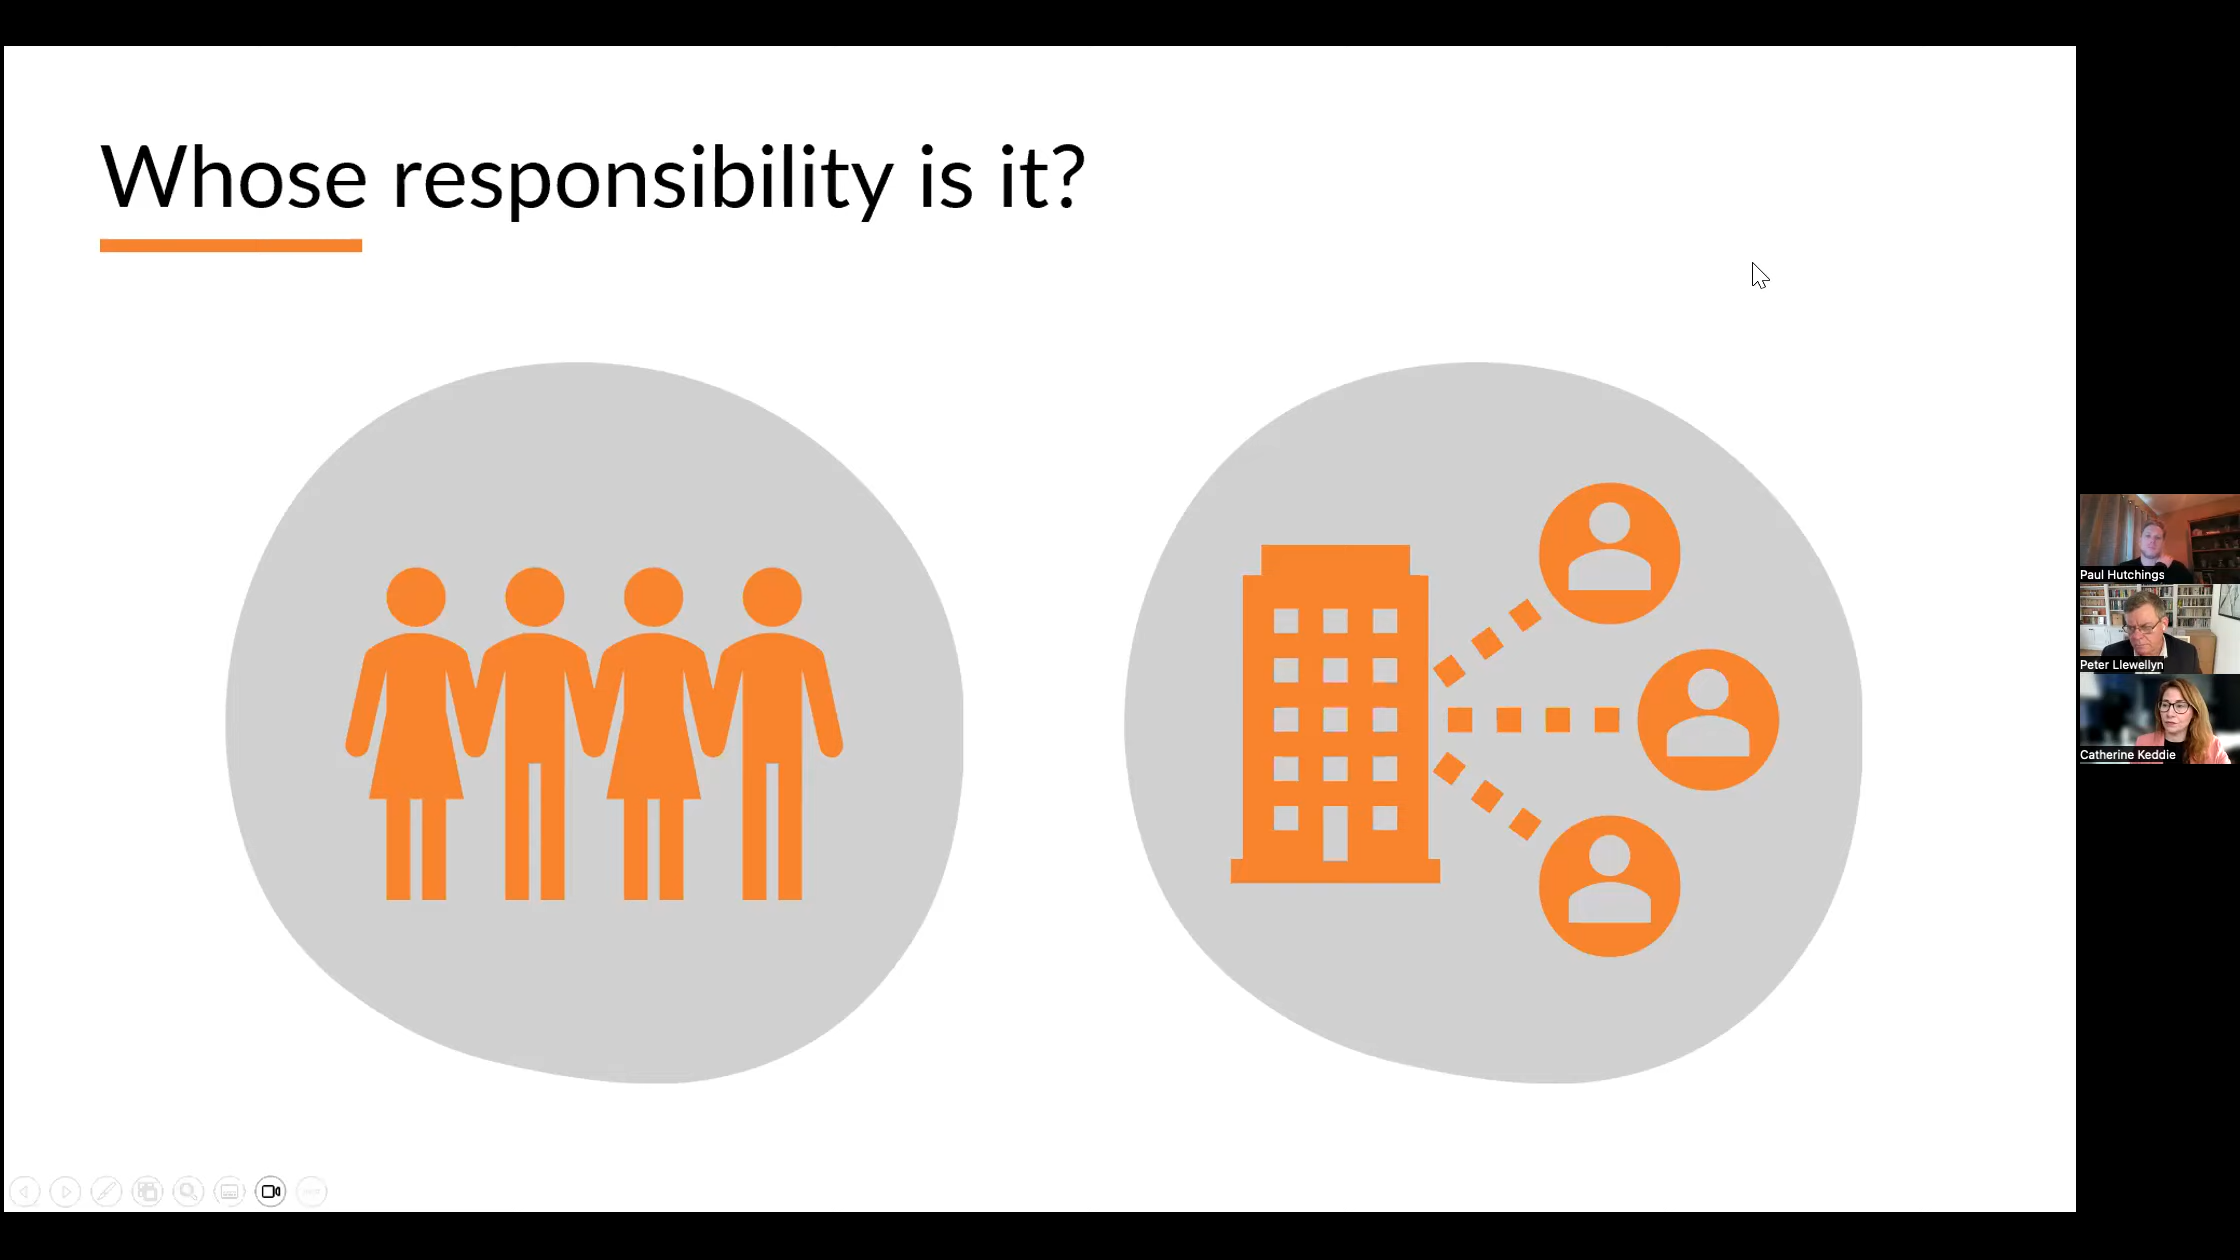 Whose responsibility is it?
Paul Hutchings
Peter Llewellyn
Catherine Keddie